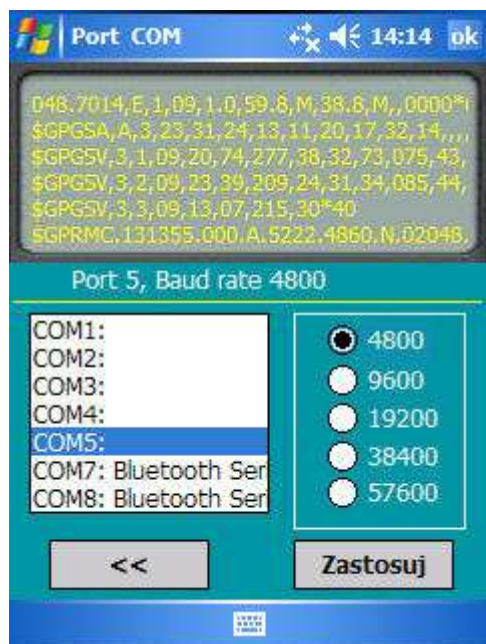 Port COM 14:14 ok
048.7014,E,1,09,1.0,59.8,M,38.8,M,,0000*
$GPGSA,A,3,23,31,24,13,11,20,17,32,14,,,,
$GPGSV,3,1,09,20,74,277,38,32,73,075,43,
$GPGSV,3,2,09,23,39,209,24,31,34,085,44,
$GPGSV,3,3,09,13,07,215,30*40
$GPRMC,131355.000,A,5222.4860,N,02048,
Port 5, Baud rate 4800
COM1:
COM2:
COM3:
COM4:
COM5:
COM7: Bluetooth Ser
COM8: Bluetooth Ser
4800
9600
19200
38400
57600
<<
Zastosuj